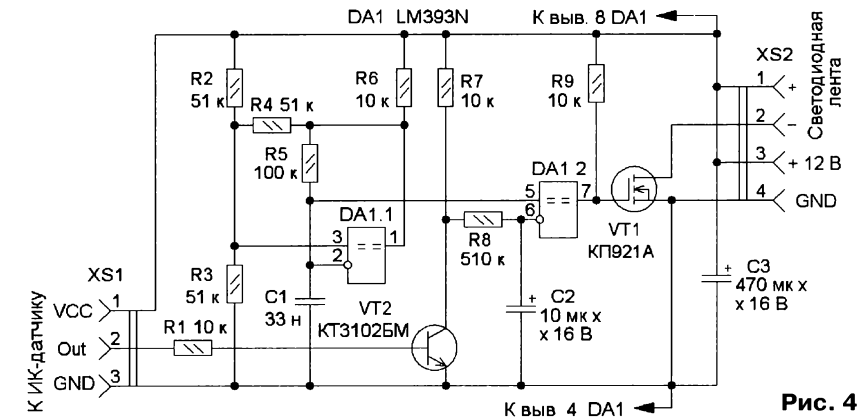 DA1 LM393N
К выв. 8 DA1
R2
51 к
R4 51 к
R6
10 к
R7
10 к
R9
10 к
XS2
1 +
2 –
3 + 12 В
4 GND
Светодиодная
лента
R5
100 к
DA1.1
3
2
1
DA1 2
5
6
7
R8
510 к
VT1
КП921А
XS1
VCC 1
Out 2
GND 3
К ИК-датчику
R3
51 к
R1 10 к
C1
33 н
VT2
КТ3102БМ
+
C2
10 мк х
х 16 В
+
C3
470 мк х
х 16 В
К выв 4 DA1
Рис. 4